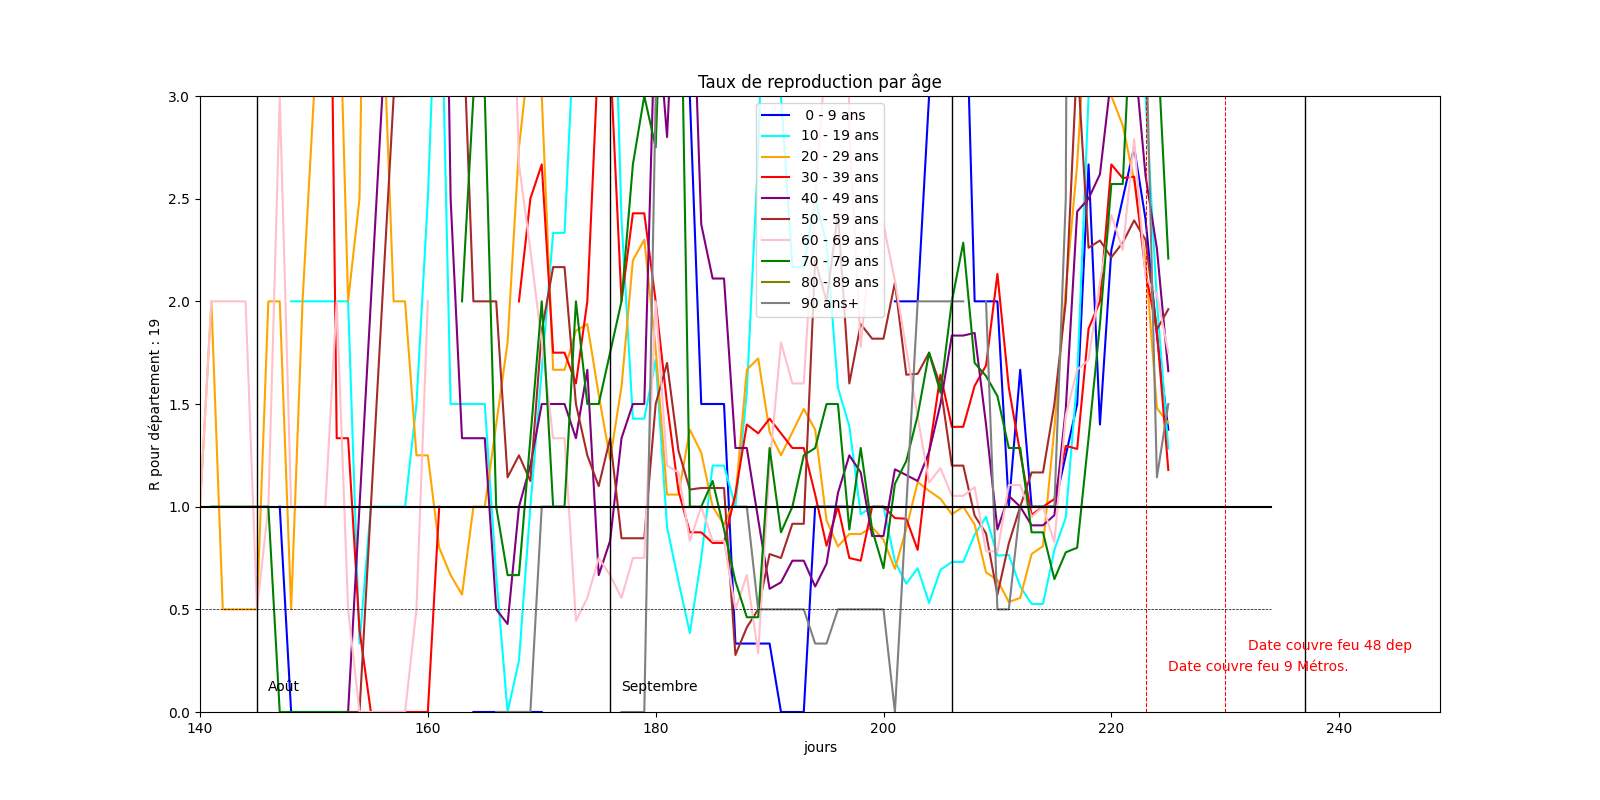 Taux de reproduction par âge
3.0
2.5
2.0
1.5
1.0
0.5
0.0
R pour département : 19
0 - 9 ans
10 - 19 ans
20 - 29 ans
30 - 39 ans
40 - 49 ans
50 - 59 ans
60 - 69 ans
70 - 79 ans
80 - 89 ans
90 ans+
Date couvre feu 48 dep
Date couvre feu 9 Métros.
Août
Septembre
140
160
180
200
220
240
jours